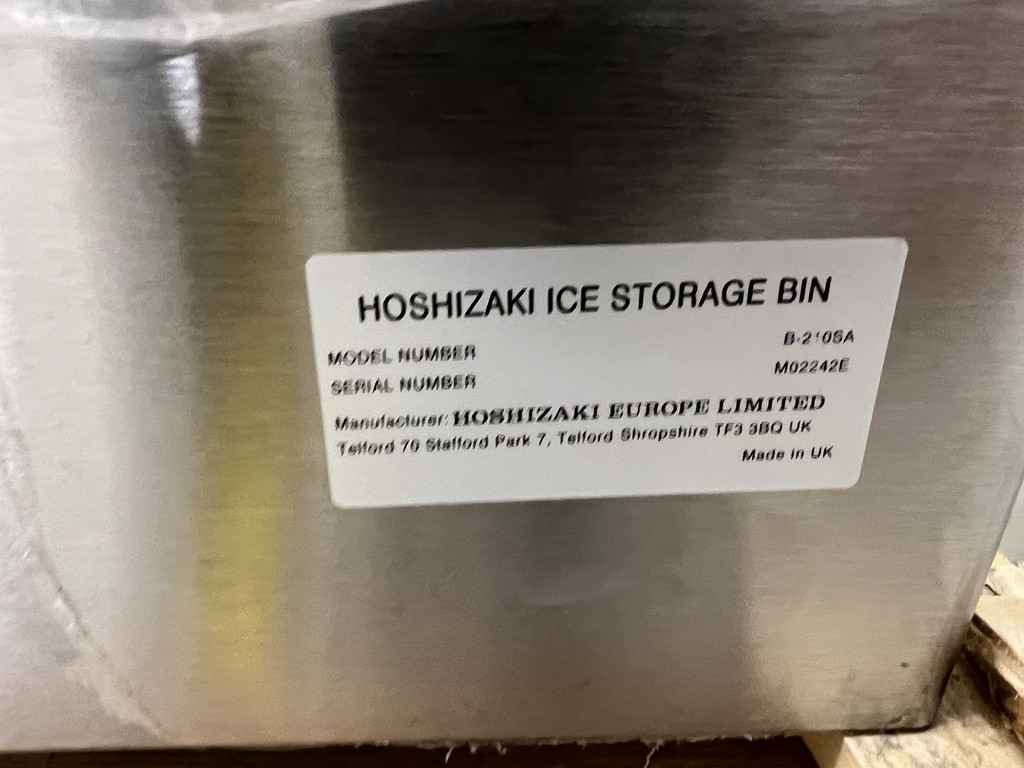 HOSHIZAKI ICE STORAGE BIN
MODEL NUMBER B-210SA
SERIAL NUMBER M02242E
Manufacturer: HOSHIZAKI EUROPE LIMITED
Telford 70 Stafford Park 7, Telford Shropshire TF3 3BQ UK
Made in UK